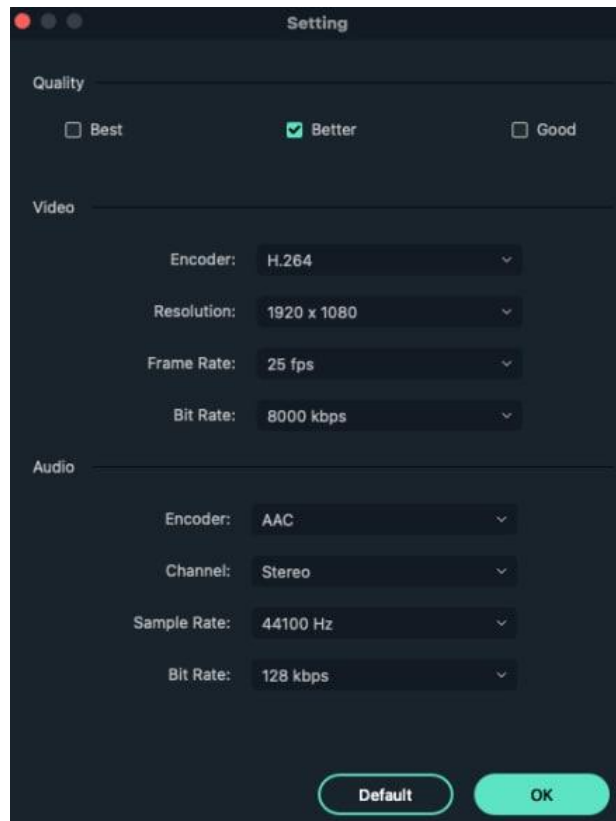 Setting
Quality
Best Better Good
Video
Encoder: H.264
Resolution: 1920 x 1080
Frame Rate: 25 fps
Bit Rate: 8000 kbps
Audio
Encoder: AAC
Channel: Stereo
Sample Rate: 44100 Hz
Bit Rate: 128 kbps
Default OK